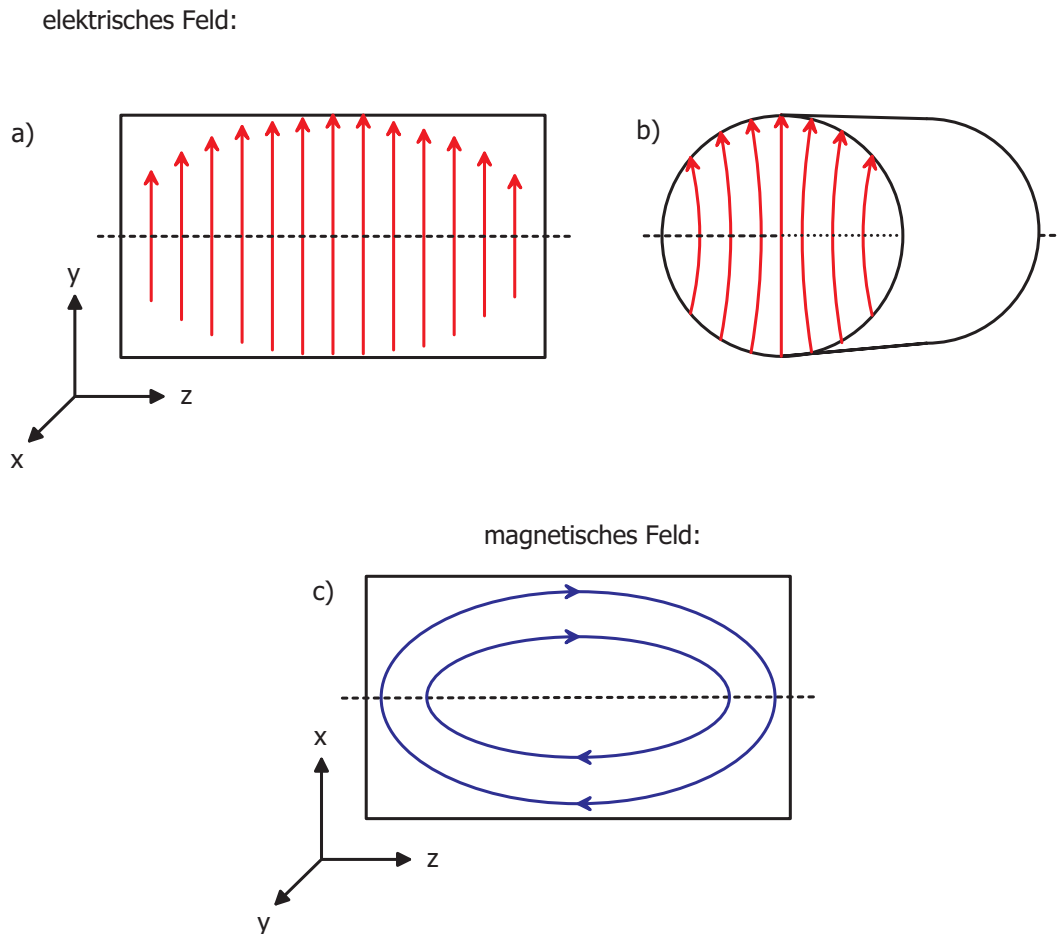 elektrisches Feld:
a)
b)
y
z
x
magnetisches Feld:
c)
x
z
y